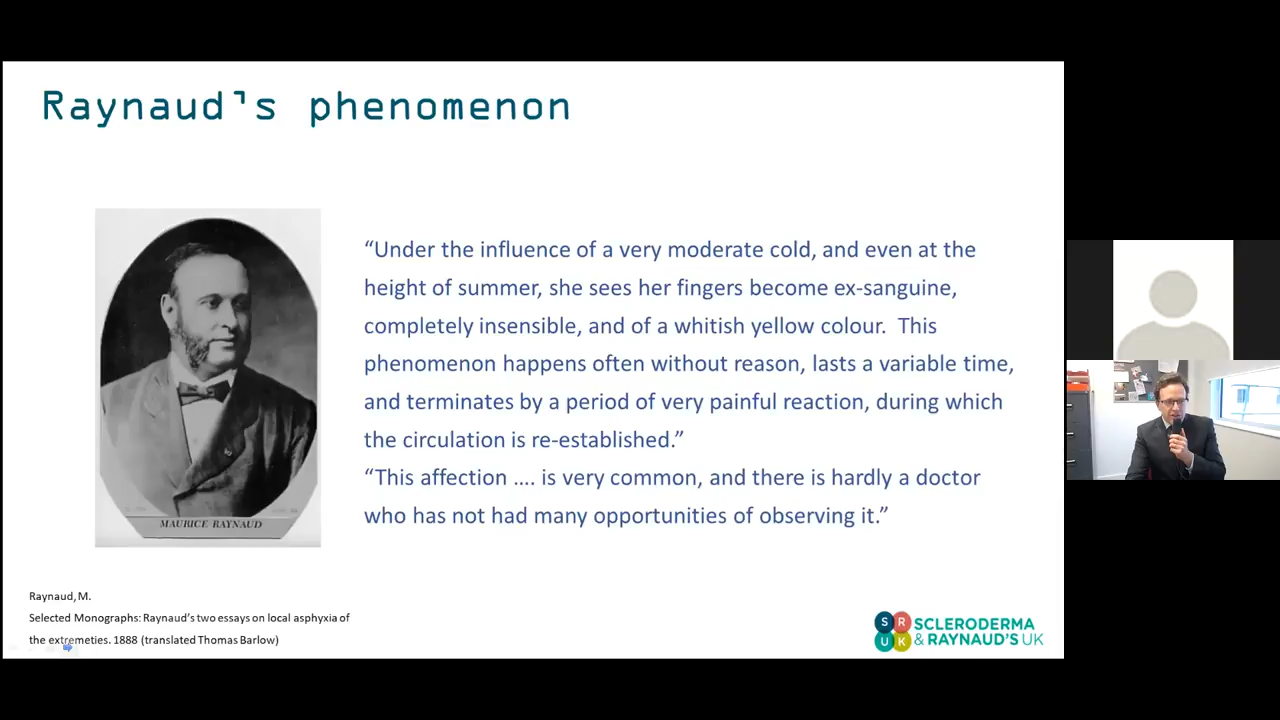 Raynaud's phenomenon
“Under the influence of a very moderate cold, and even at the
height of summer, she sees her fingers become ex-sanguine,
completely insensible, and of a whitish yellow colour.  This
phenomenon happens often without reason, lasts a variable time,
and terminates by a period of very painful reaction, during which
the circulation is re-established.”
“This affection .... is very common, and there is hardly a doctor
who has not had many opportunities of observing it.”
MAURICE RAYNAUD
Raynaud, M.
Selected Monographs: Raynaud's two essays on local asphyxia of
the extremeties. 1888 (translated Thomas Barlow)
S R
U K
SCLERODERMA
& RAYNAUD'S UK